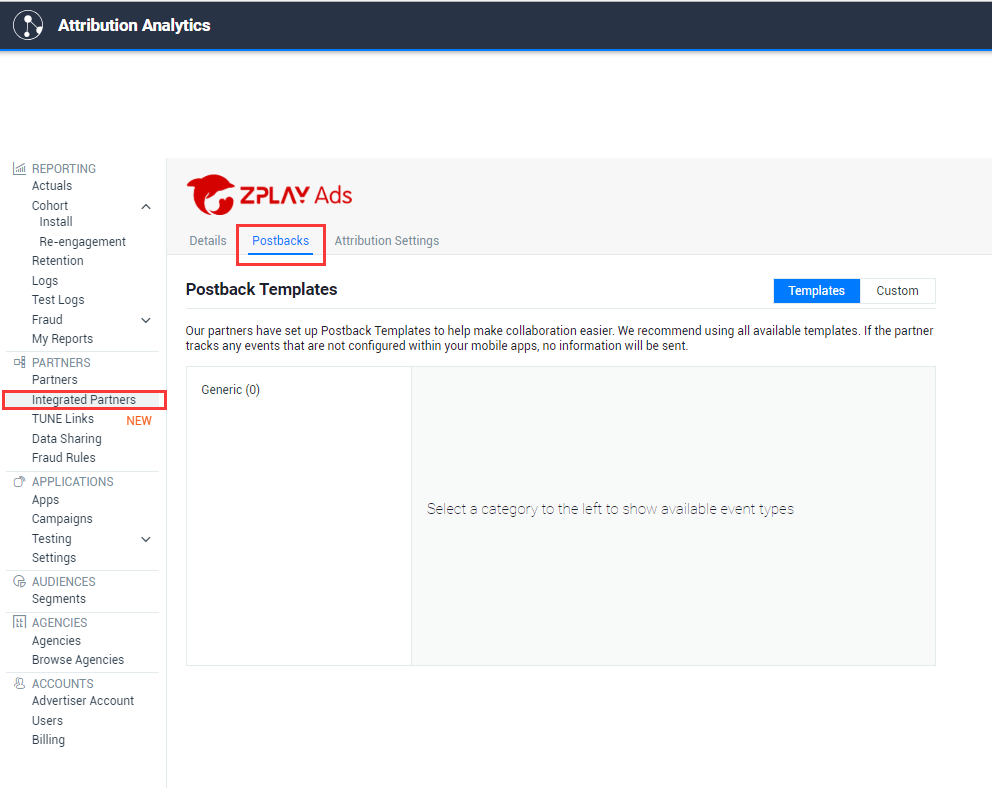 Attribution Analytics
REPORTING
Actuals
Cohort
Install
Re-engagement
Retention
Logs
Test Logs
Fraud
My Reports
PARTNERS
Partners
Integrated Partners
TUNE Links NEW
Data Sharing
Fraud Rules
APPLICATIONS
Apps
Campaigns
Testing
Settings
AUDIENCES
Segments
AGENCIES
Agencies
Browse Agencies
ACCOUNTS
Advertiser Account
Users
Billing
ZPLAY Ads
Details Postbacks Attribution Settings
Postback Templates Templates Custom
Our partners have set up Postback Templates to help make collaboration easier. We recommend using all available templates. If the partner
tracks any events that are not configured within your mobile apps, no information will be sent.
Generic (0)
Select a category to the left to show available event types